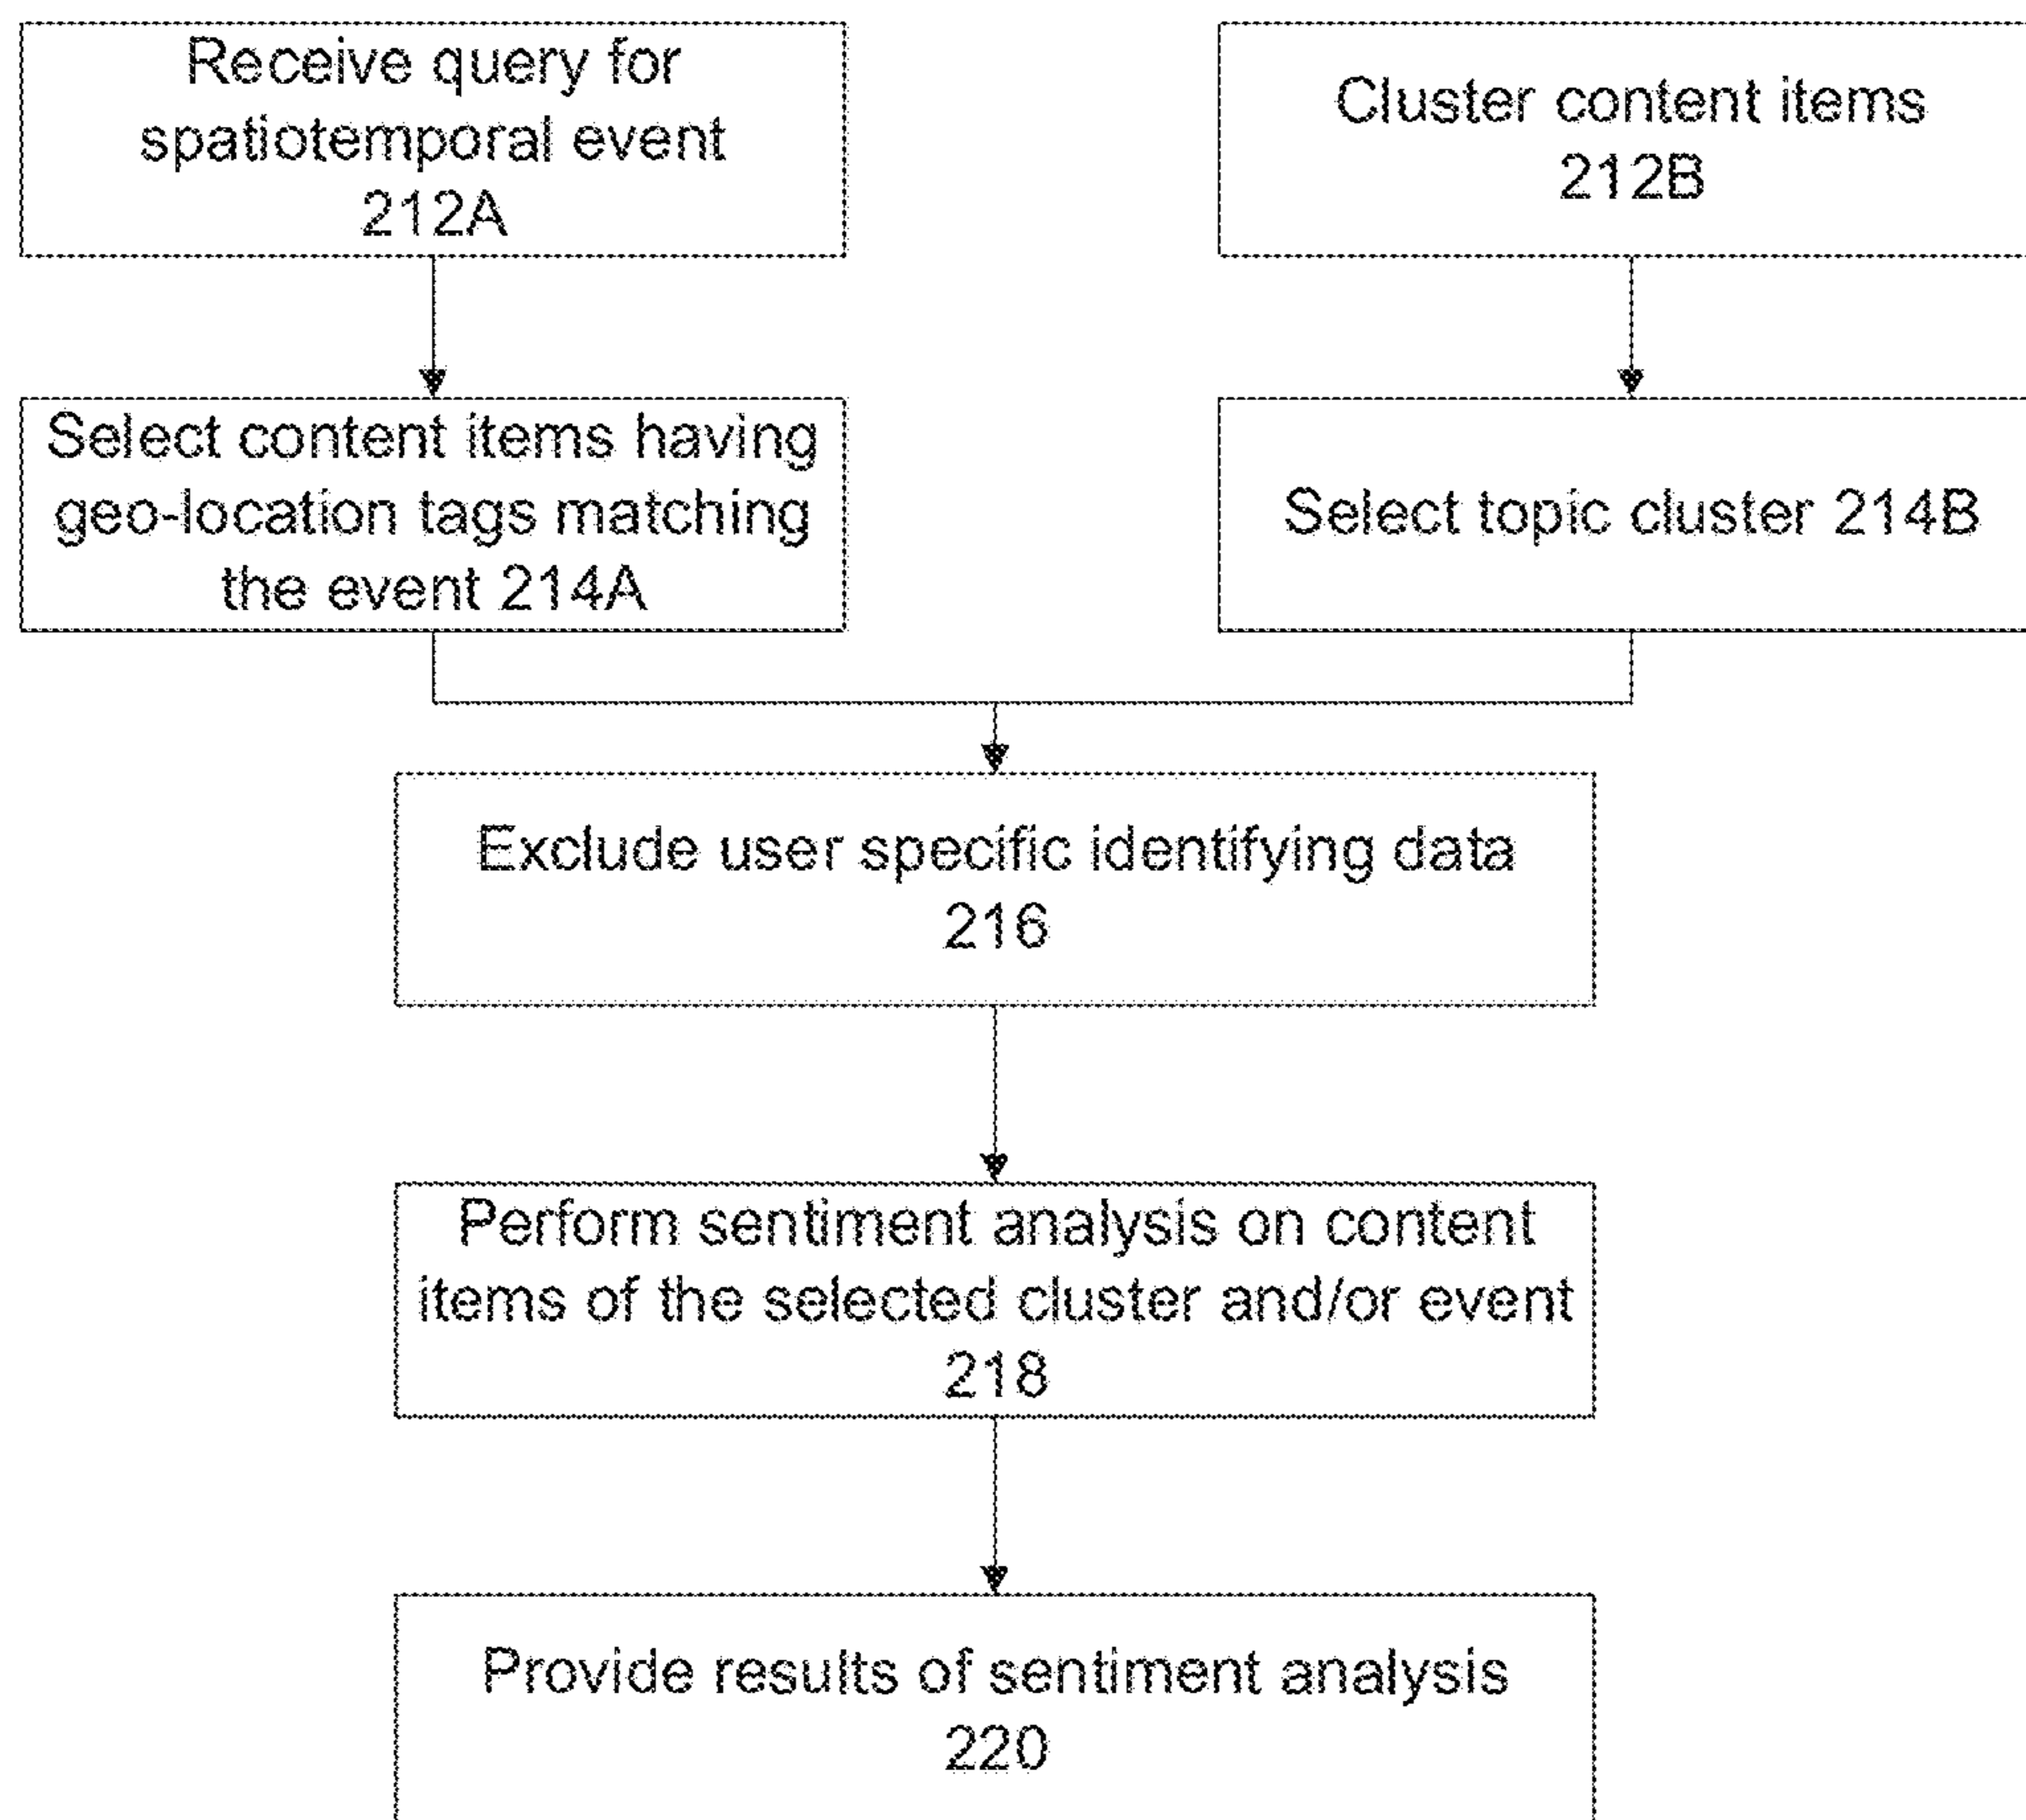 Receive query for
spatiotemporal event
212A
Cluster content items
212B
Select content items having
geo-location tags matching
the event 214A
Select topic cluster 214B
Exclude user specific identifying data
216
Perform sentiment analysis on content
items of the selected cluster and/or event
218
Provide results of sentiment analysis
220